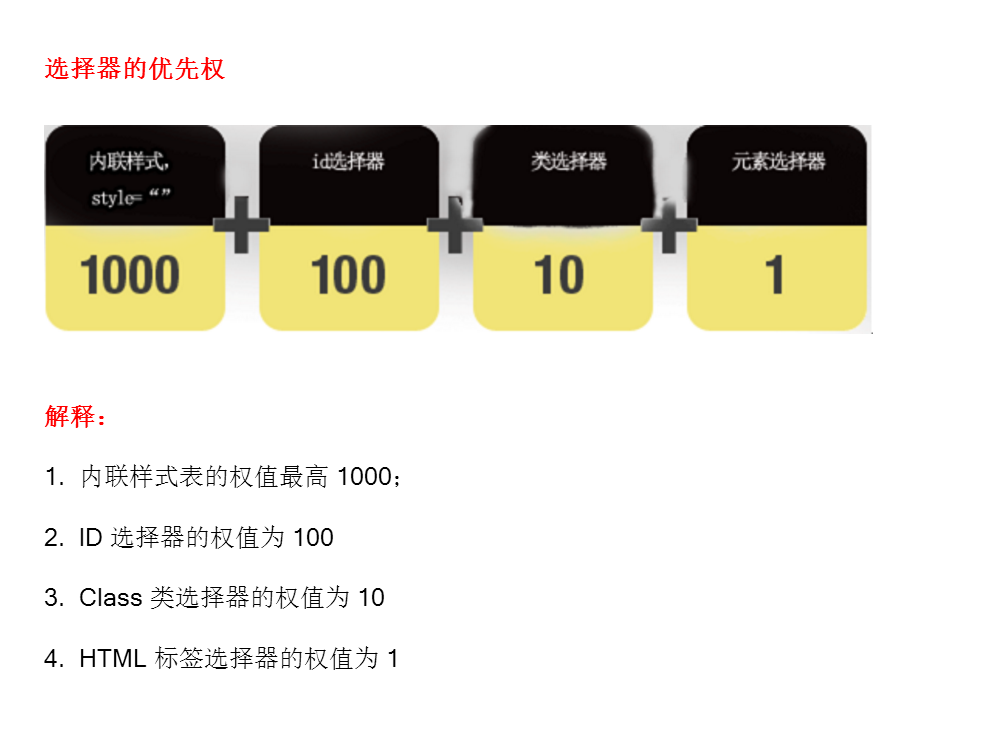 选择器的优先权
内联样式，
style=“”
id选择器
类选择器
元素选择器
1000
100
10
1
解释：
1. 内联样式表的权值最高 1000；
2. ID 选择器的权值为 100
3. Class 类选择器的权值为 10
4. HTML 标签选择器的权值为 1